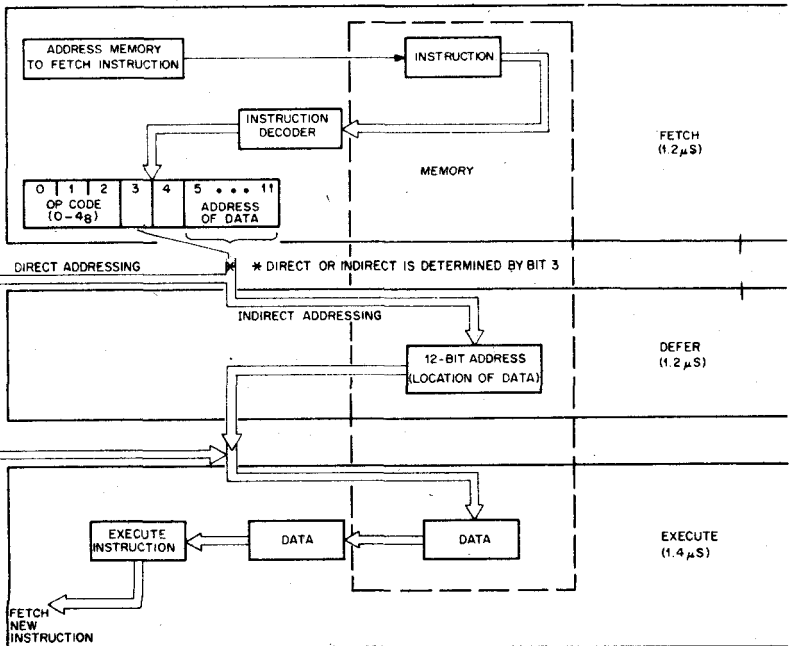 ADDRESS MEMORY
TO FETCH INSTRUCTION
INSTRUCTION
INSTRUCTION
DECODER
FETCH
(1.2 μS)
MEMORY
0 1 2 3 4 5 • • • 11
OP CODE
(0-48)
ADDRESS
OF DATA
DIRECT ADDRESSING
* DIRECT OR INDIRECT IS DETERMINED BY BIT 3
INDIRECT ADDRESSING
12-BIT ADDRESS
(LOCATION OF DATA)
DEFER
(1.2 μS)
EXECUTE
INSTRUCTION
DATA
DATA
EXECUTE
(1.4 μS)
FETCH
NEW
INSTRUCTION